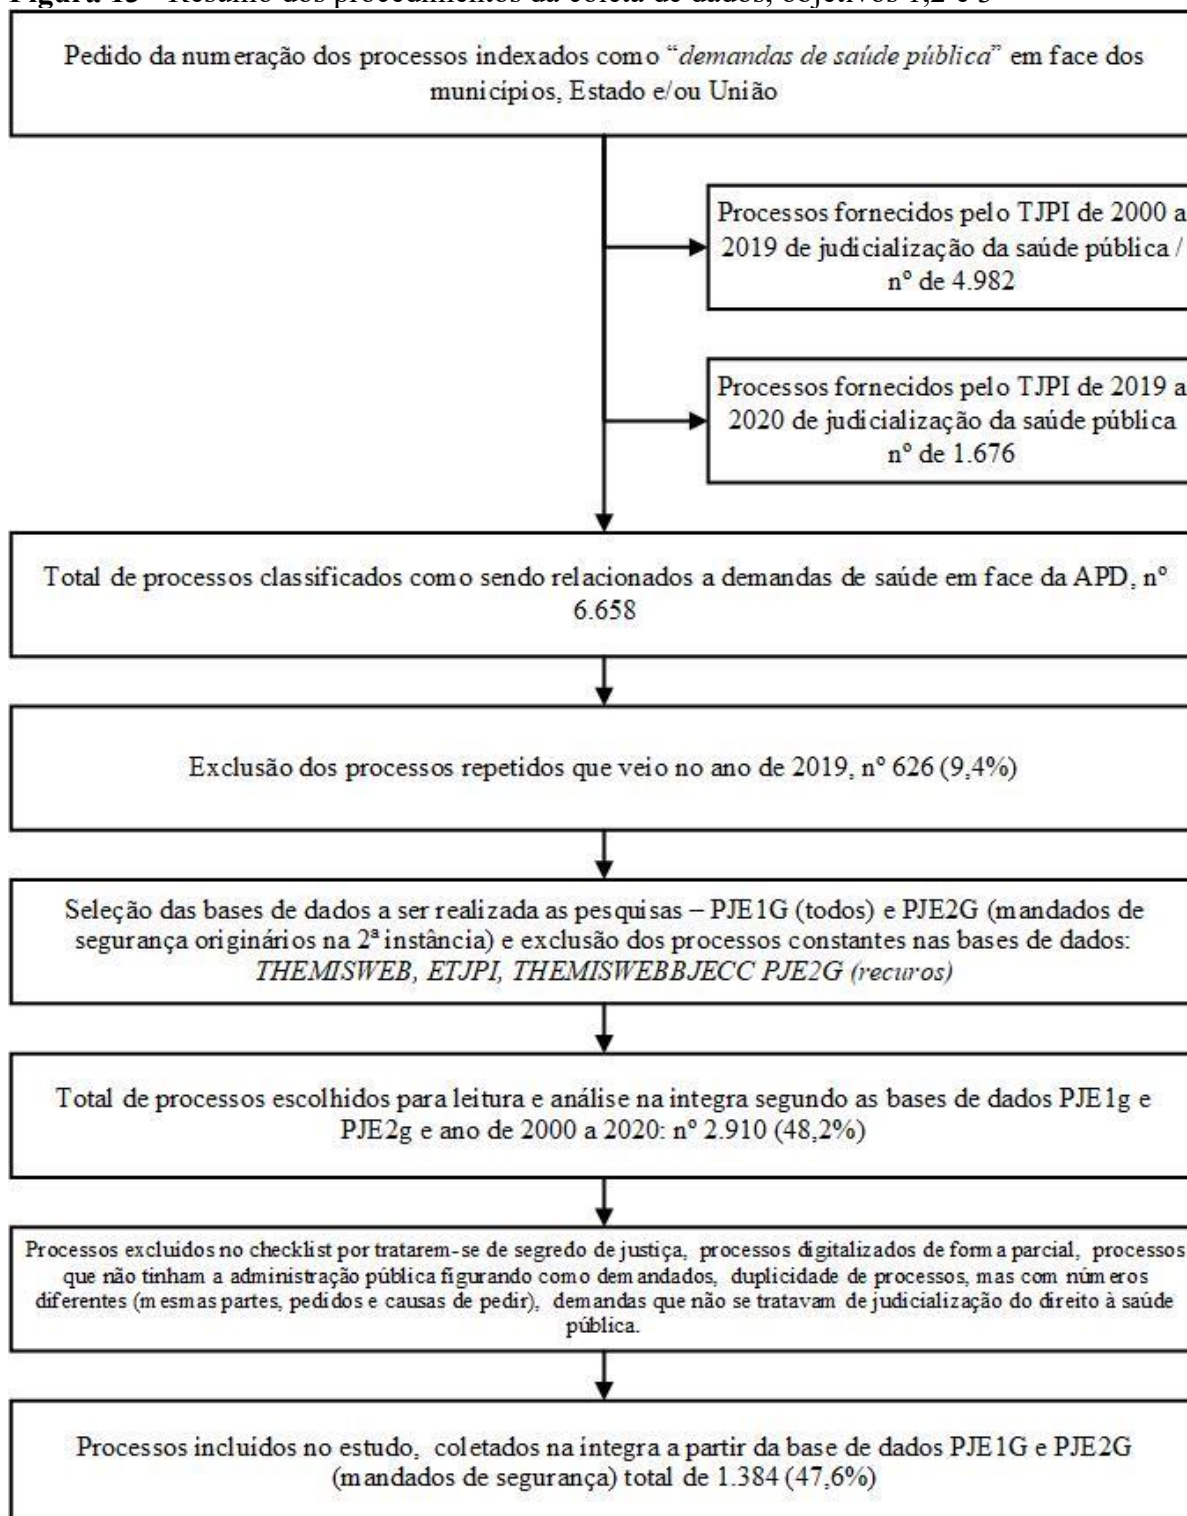 Figura 13 - Resumo dos procedimentos da coleta de dados, objetivos 1,2 e 3
Pedido da numeração dos processos indexados como “demandas de saúde pública” em face dos
municípios, Estado e/ou União
Processos fornecidos pelo TJPI de 2000 a
2019 de judicialização da saúde pública /
nº de 4.982
Processos fornecidos pelo TJPI de 2019 a
2020 de judicialização da saúde pública
nº de 1.676
Total de processos classificados como sendo relacionados a demandas de saúde em face da APD, nº
6.658
Exclusão dos processos repetidos que veio no ano de 2019, nº 626 (9,4%)
Seleção das bases de dados a ser realizada as pesquisas – PJE1G (todos) e PJE2G (mandados de
segurança originários na 2ª instância) e exclusão dos processos constantes nas bases de dados:
THEMISWEB, ETJPI, THEMISWEBBJECC PJE2G (recuros)
Total de processos escolhidos para leitura e análise na integra segundo as bases de dados PJE1g e
PJE2g e ano de 2000 a 2020: nº 2.910 (48,2%)
Processos excluídos no checklist por tratarem-se de segredo de justiça, processos digitalizados de forma parcial, processos
que não tinham a administração pública figurando como demandados, duplicidade de processos, mas com números
diferentes (mesmas partes, pedidos e causas de pedir), demandas que não se tratavam de judicialização do direito à saúde
pública.
Processos incluídos no estudo, coletados na integra a partir da base de dados PJE1G e PJE2G
(mandados de segurança) total de 1.384 (47,6%)